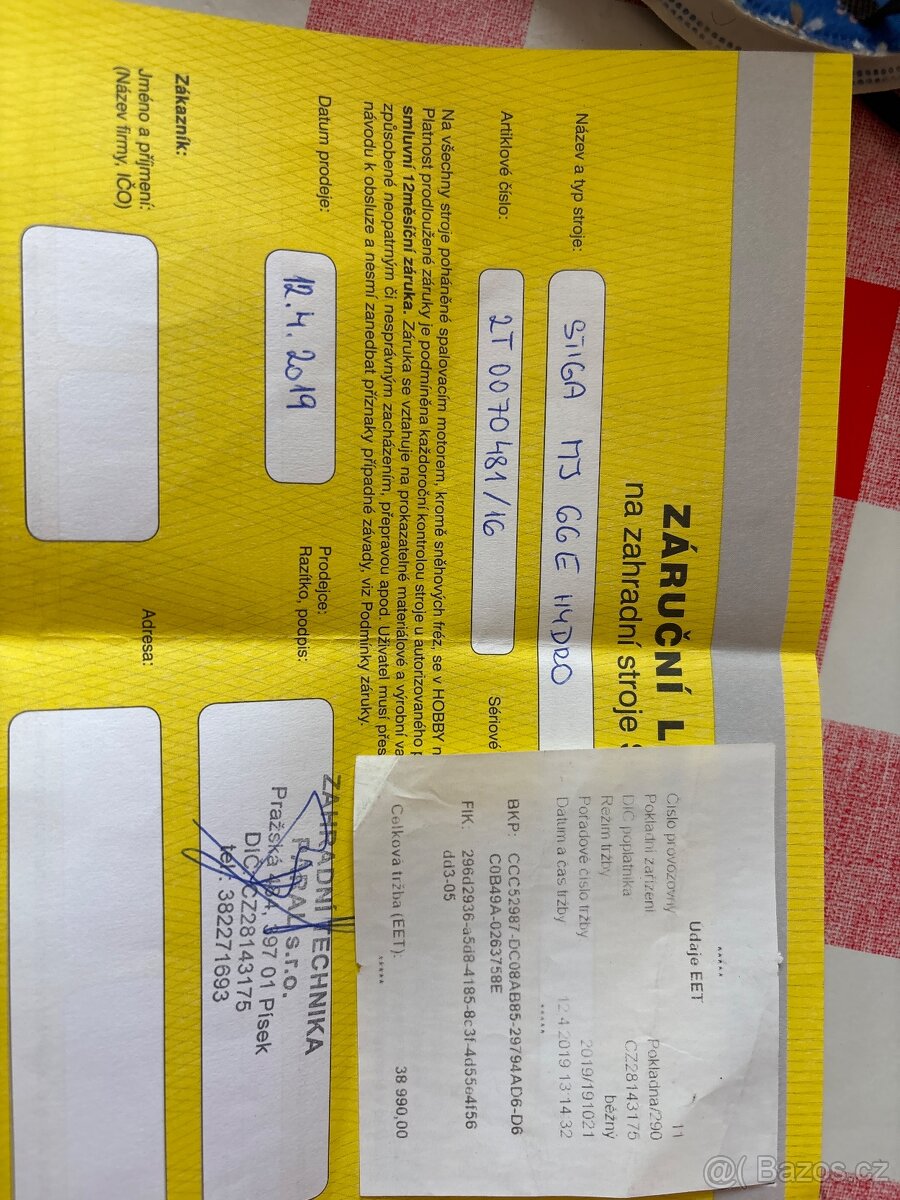 ZÁRUČNÍ L
na zahradní stroje S
Název a typ stroje:
STIGA MJ 66E HYDRO
Artiklové číslo:
2T0070481/16
Sériové
Na všechny stroje poháněné spalovacím motorem, kromě sněhových fréz, se v HOBBY
Platnost prodloužené záruky je podmíněna každoroční kontrolou stroje u autorizovaného p
smluvní 12měsíční záruka. Záruka se vztahuje na prokazatelné materiálové a výrobní va
způsobené neopatrným či nesprávným zacházením, přepravou apod. Uživatel musí přes
návodu k obsluze a nesmí zanedbat příznaky případné závady, viz Podmínky záruky.
Datum prodeje:
12.4.2019
Prodejce:
Razítko, podpis:
ZAHRADNÍ TECHNIKA
s.r.o.
Pražská 397 01 Písek
DIČ: CZ28143175
tel.: 382271693
Zákazník:
Jméno a příjmení:
(Název firmy, IČO)
Adresa:
*****
Údaje EET
Číslo provozovny 11
Pokladní zařízení Pokladna/290
DIČ poplatníka CZ28143175
Režim tržby běžný
Pořadové číslo tržby 2019/191021
Datum a čas tržby 12.4.2019 13:14:32
*****
BKP: CCC52987-DC08AB85-29794AD6-D6
C0B49A-0263758E
FIK: 296d2936-a5d8-4185-8c3f-4d55e4f56
dd3-05
Celková tržba (EET): 38 990,00
*****
@( Bazos.cz